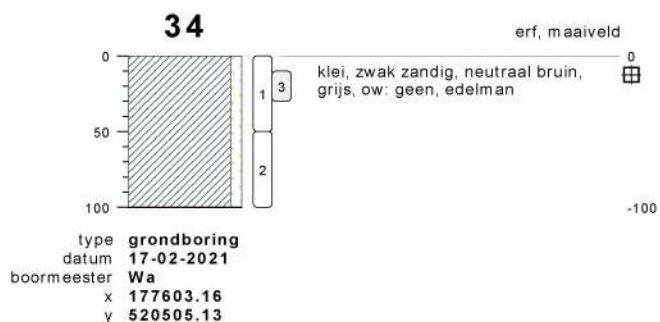 34
erf, maaiveld
0
0
klei, zwak zandig, neutraal bruin,
grijs, ow: geen, edelman
3
1
50
2
100
-100
type grondboring
datum 17-02-2021
boormeester Wa
x 177603.16
y 520505.13